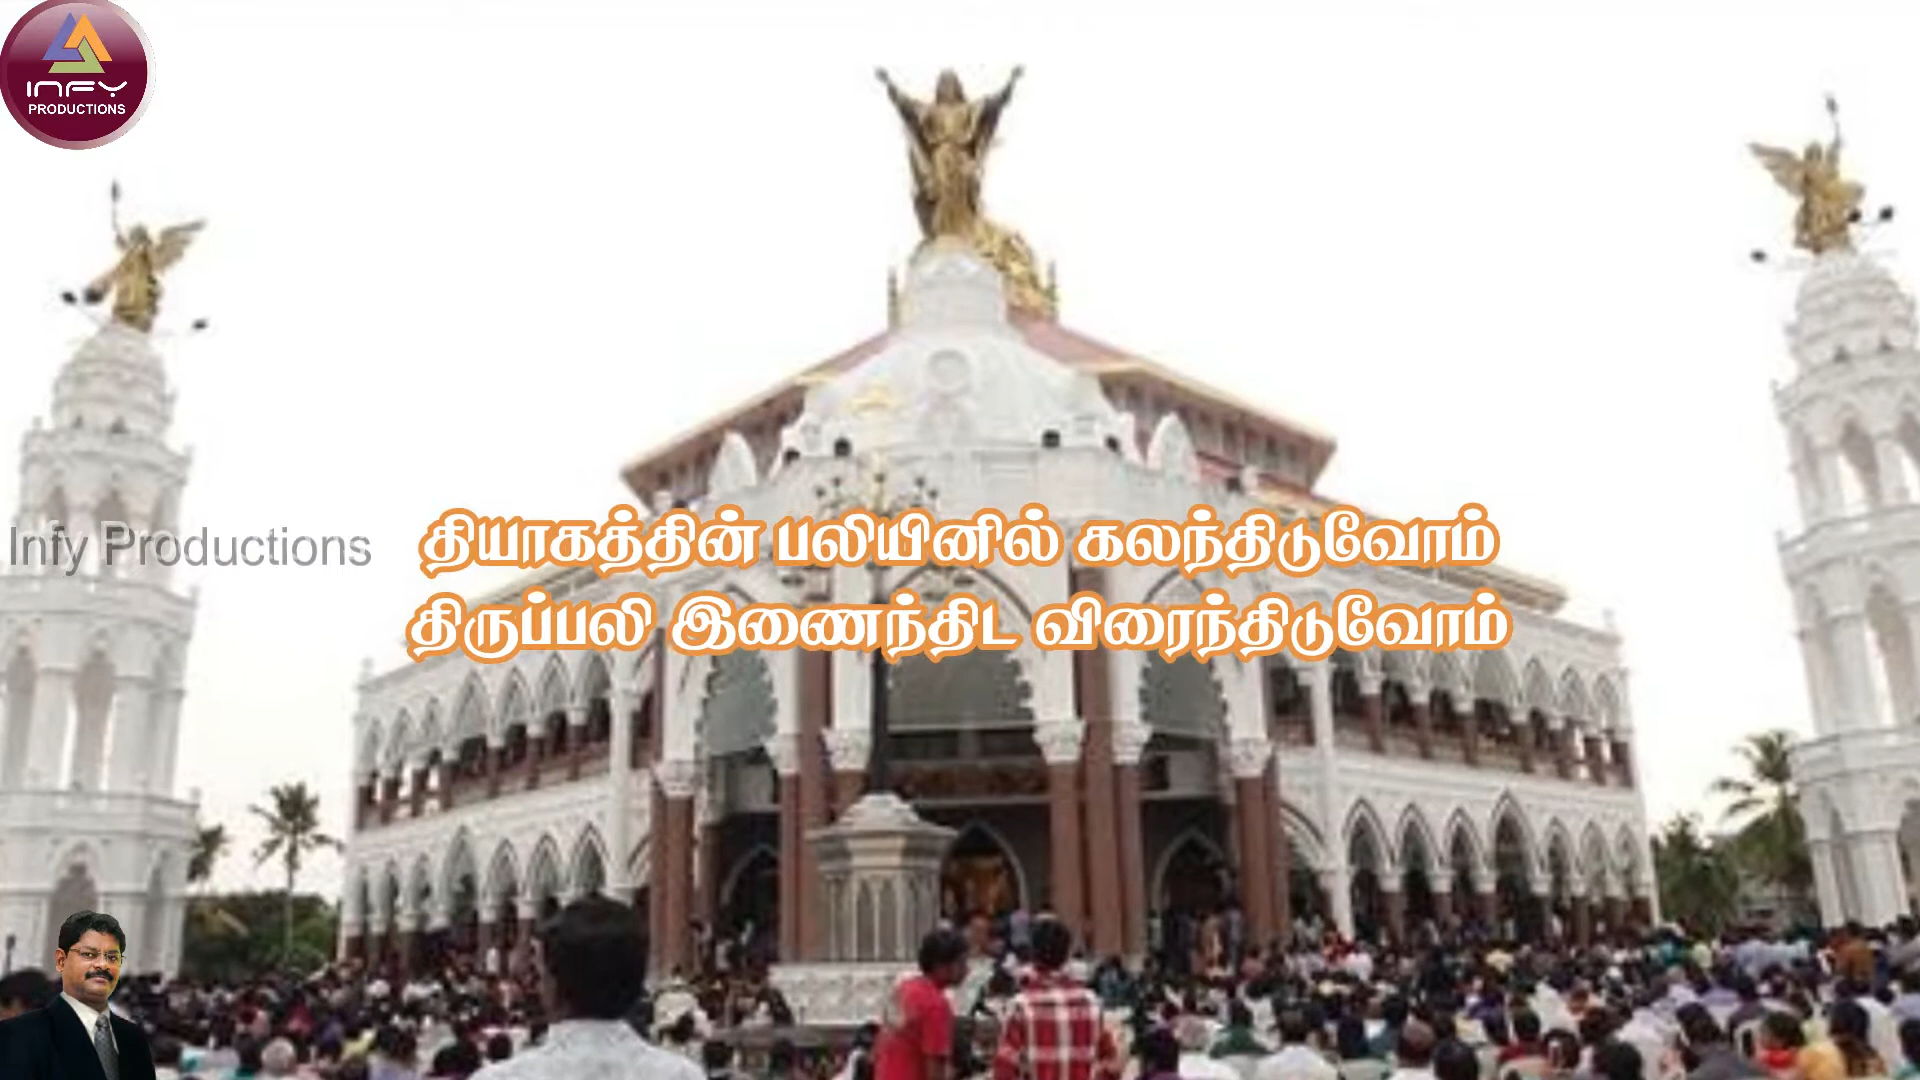 INFY
PRODUCTIONS
Infy Productions
தியாகத்தின் பலியினில் கலந்திடுவோம்
திருப்பலி இணைந்திட விரைந்திடுவோம்